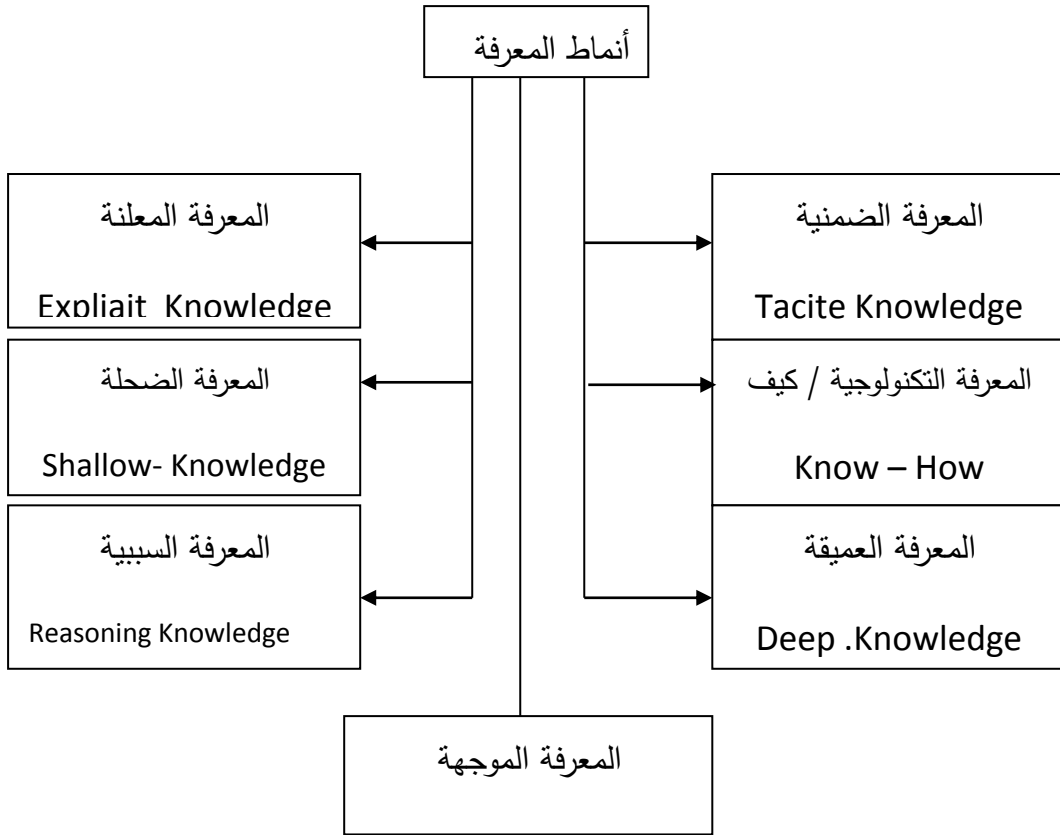 أنماط المعرفة
المعرفة الضمنية
Tacite Knowledge
المعرفة المعلنة
Expliait Knowledge
المعرفة التكنولوجية / كيف
Know – How
المعرفة الضحلة
Shallow- Knowledge
المعرفة العميقة
Deep .Knowledge
المعرفة السببية
Reasoning Knowledge
المعرفة الموجهة